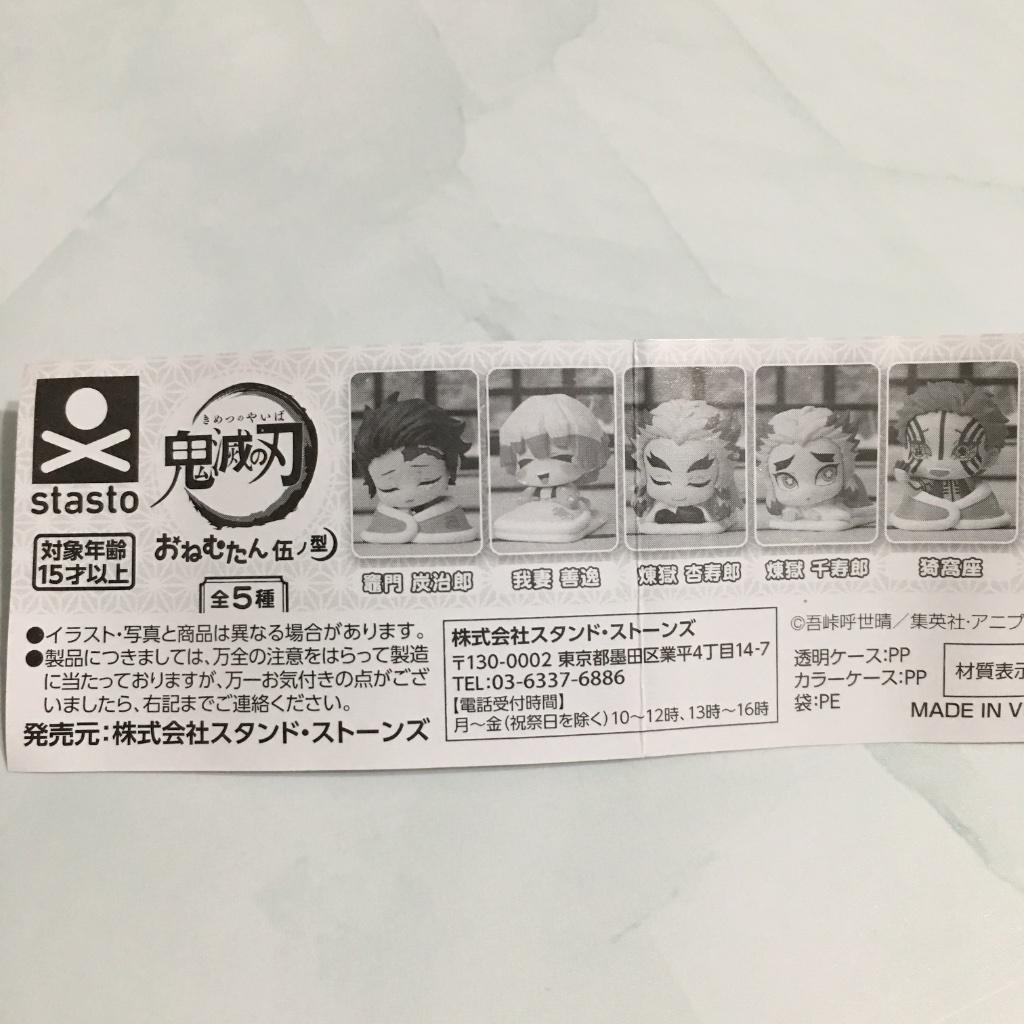 stasto
きめつのやいば
鬼滅の刃
おねむたん 伍ノ型
対象年齢
15才以上
全5種
竈門 炭治郎
我妻 善逸
煉獄 杏寿郎
煉獄 千寿郎
猗窩座
●イラスト・写真と商品は異なる場合があります。
●製品につきましては、万全の注意をはらって製造
に当たっておりますが、万一お気付きの点がござ
いましたら、右記までご連絡ください。
発売元:株式会社スタンド・ストーンズ
株式会社スタンド・ストーンズ
〒130-0002 東京都墨田区業平4丁目14-7
TEL:03-6337-6886
【電話受付時間】
月～金(祝祭日を除く)10～12時、13時～16時
©吾峠呼世晴／集英社・アニプ
透明ケース:PP
カラーケース:PP
袋:PE
材質表示
MADE IN V